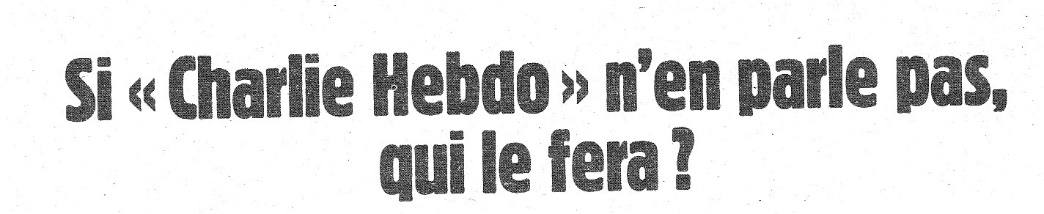 Si « Charlie Hebdo » n’en parle pas,
qui le fera ?